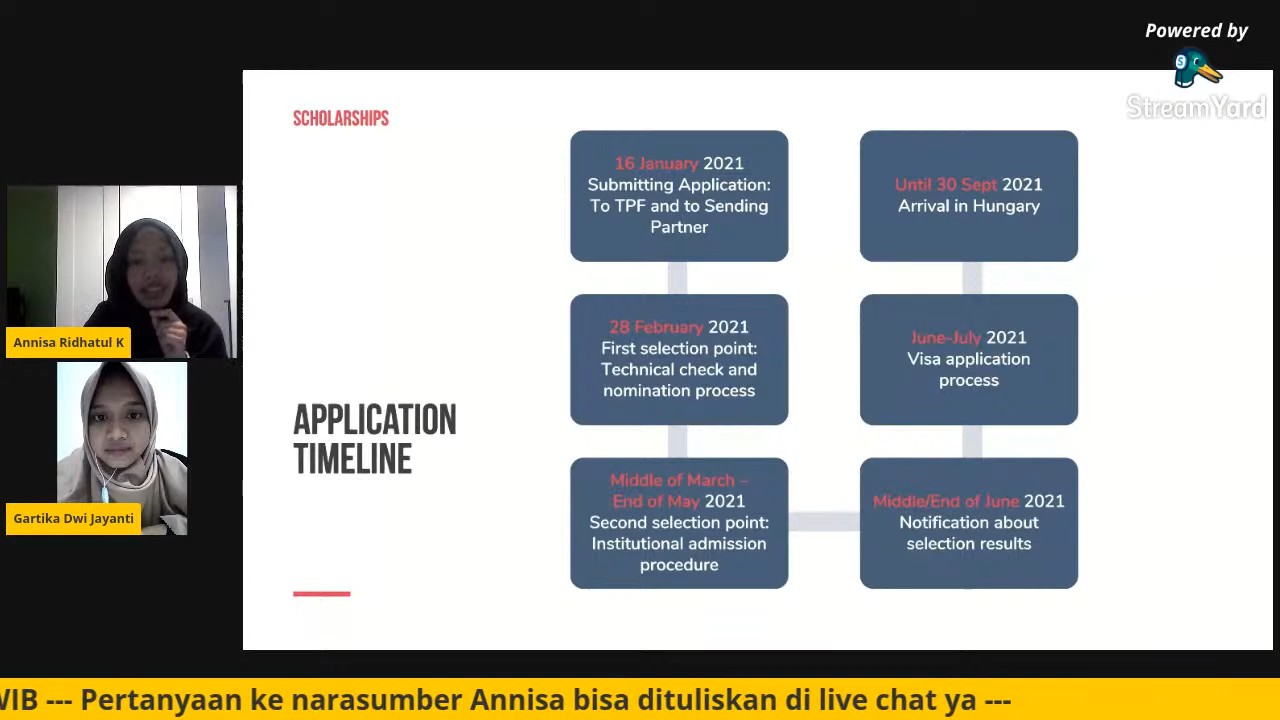 Powered by
StreamYard
SCHOLARSHIPS
APPLICATION
TIMELINE
16 January 2021
Submitting Application:
To TPF and to Sending
Partner
28 February 2021
First selection point:
Technical check and
nomination process
Middle of March –
End of May 2021
Second selection point:
Institutional admission
procedure
Middle/End of June 2021
Notification about
selection results
June-July 2021
Visa application
process
Until 30 Sept 2021
Arrival in Hungary
Annisa Ridhatul K
Gartika Dwi Jayanti
WIB --- Pertanyaan ke narasumber Annisa bisa dituliskan di live chat ya ---